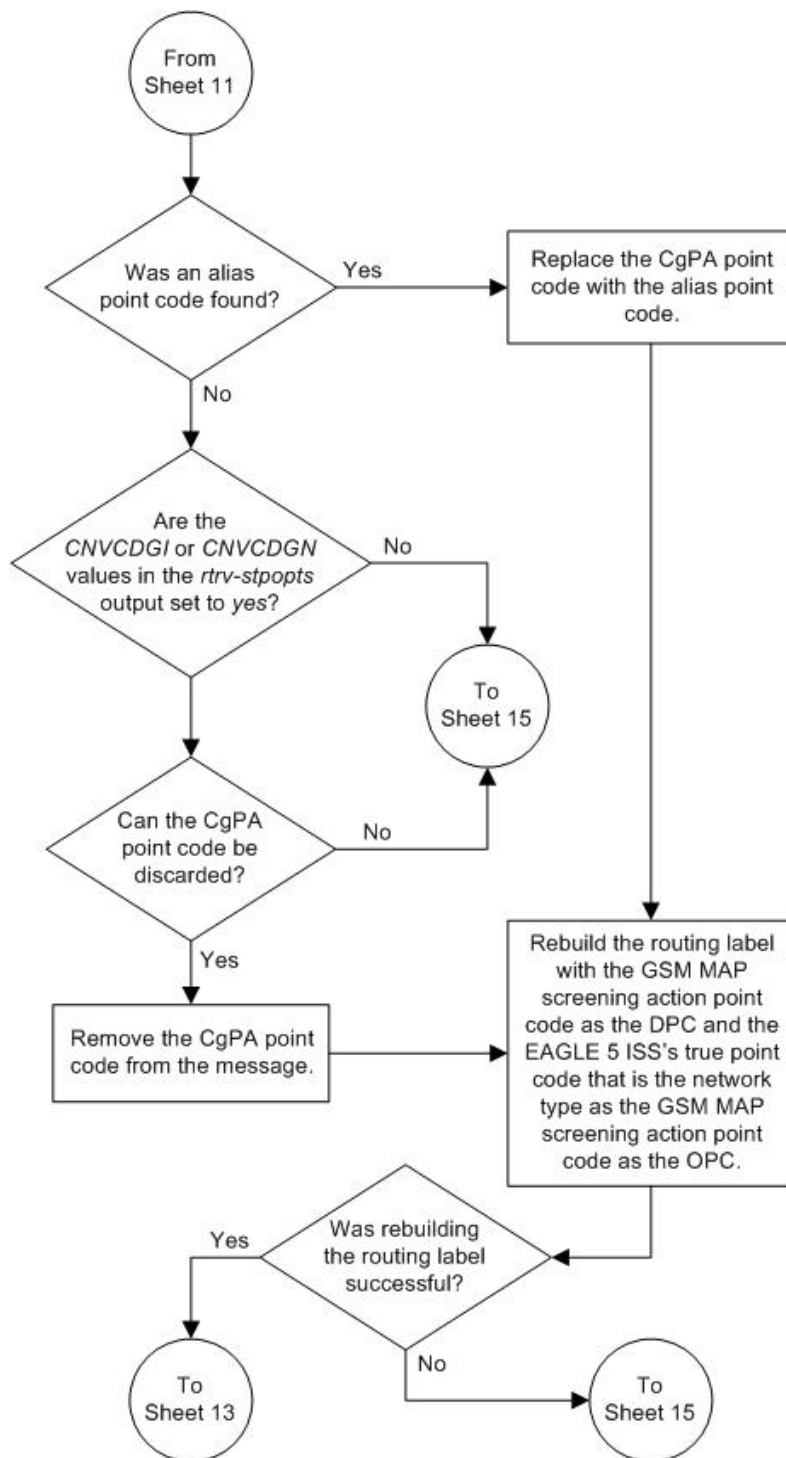 From
Sheet 11
Was an alias
point code found?
Yes
Replace the CgPA point
code with the alias point
code.
No
Are the
CNVCDGI or CNVCDGN
values in the rtrv-stpopts
output set to yes?
No
To
Sheet 15
Can the CgPA
point code be
discarded?
No
Yes
Remove the CgPA point
code from the message.
Rebuild the routing label
with the GSM MAP
screening action point
code as the DPC and the
EAGLE 5 ISS's true point
code that is the network
type as the GSM MAP
screening action point
code as the OPC.
Was rebuilding
the routing label
successful?
Yes
No
To
Sheet 13
To
Sheet 15